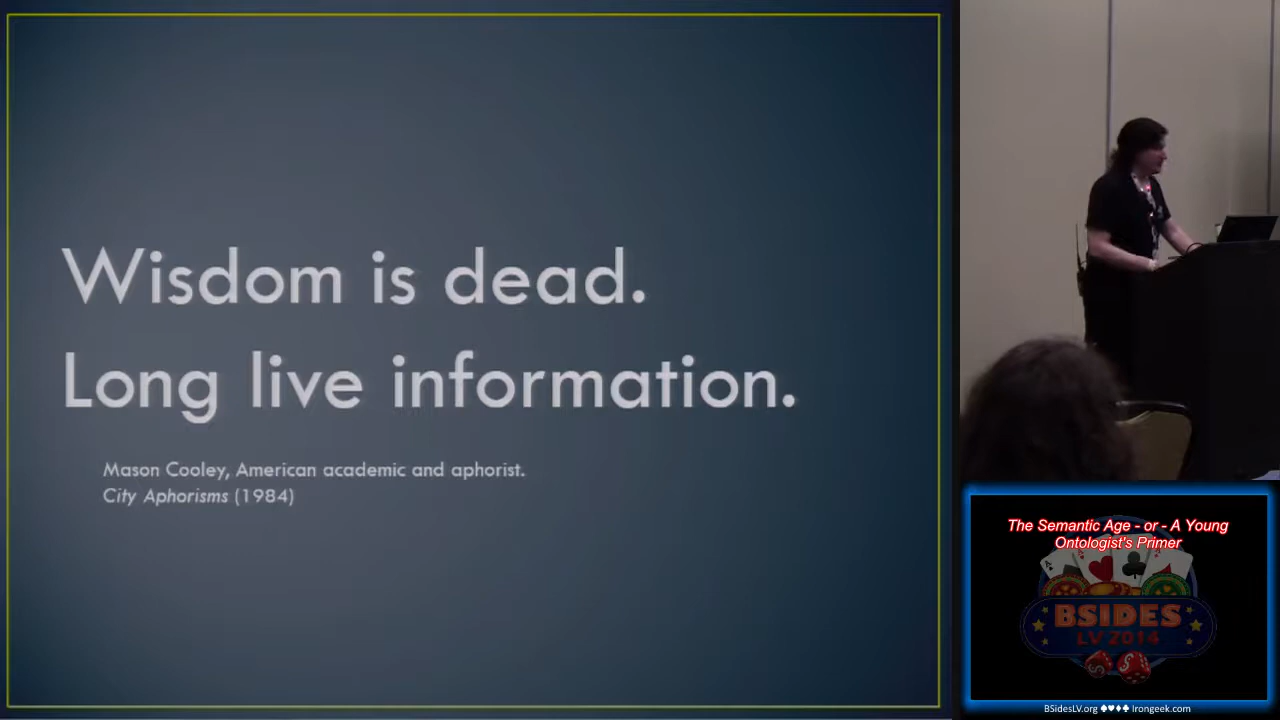 Wisdom is dead.
Long live information.
Mason Cooley, American academic and aphorist.
City Aphorisms (1984)
The Semantic Age - or - A Young
Ontologist's Primer
BSIDES
LV 2014
BSidesLV.org ♠♥♦♣ Irongeek.com